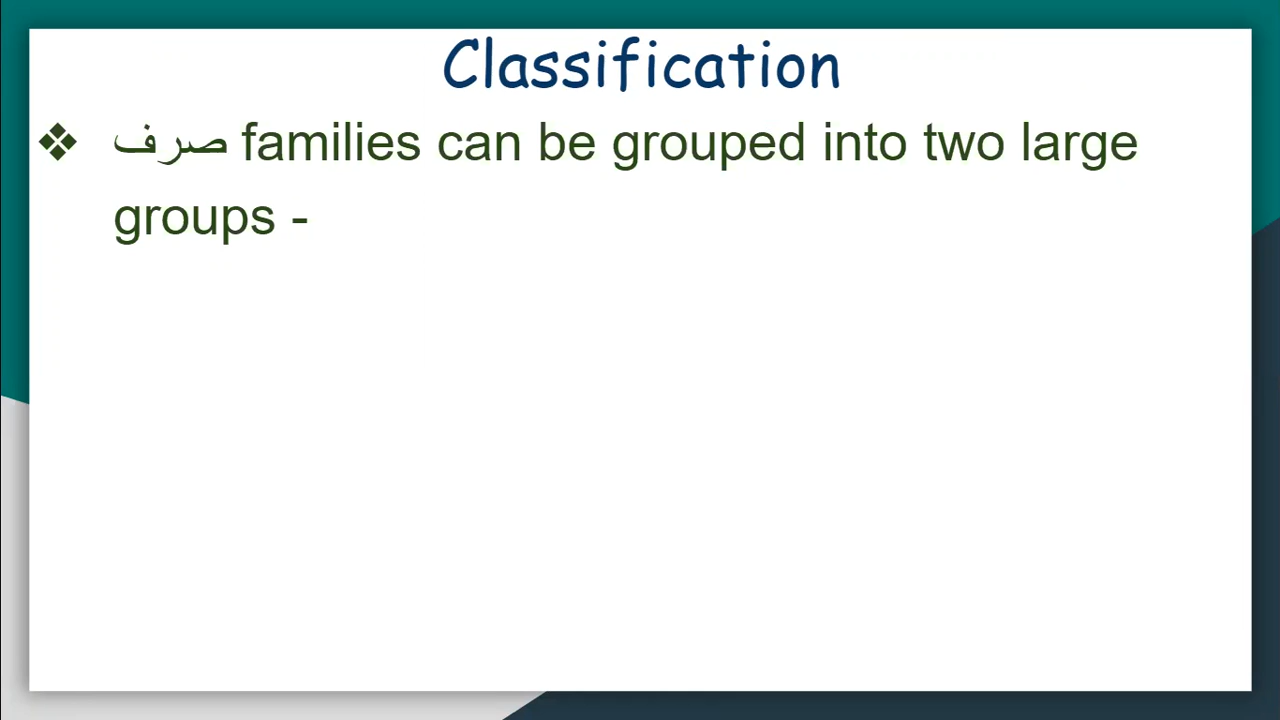 Classification
❖ صرف families can be grouped into two large
groups -